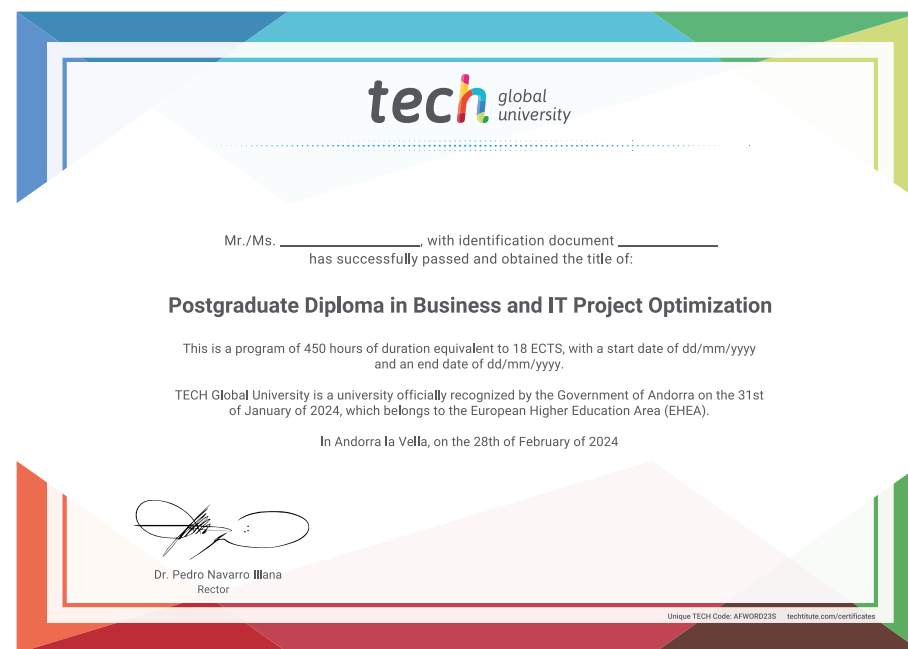 tech global university
Mr./Ms. ____________, with identification document ____________
has successfully passed and obtained the title of:
Postgraduate Diploma in Business and IT Project Optimization
This is a program of 450 hours of duration equivalent to 18 ECTS, with a start date of dd/mm/yyyy
and an end date of dd/mm/yyyy.
TECH Global University is a university officially recognized by the Government of Andorra on the 31st
of January of 2024, which belongs to the European Higher Education Area (EHEA).
In Andorra la Vella, on the 28th of February of 2024
Dr. Pedro Navarro Illana
Rector
Unique TECH Code: AFWORD23S techtitute.com/certificates